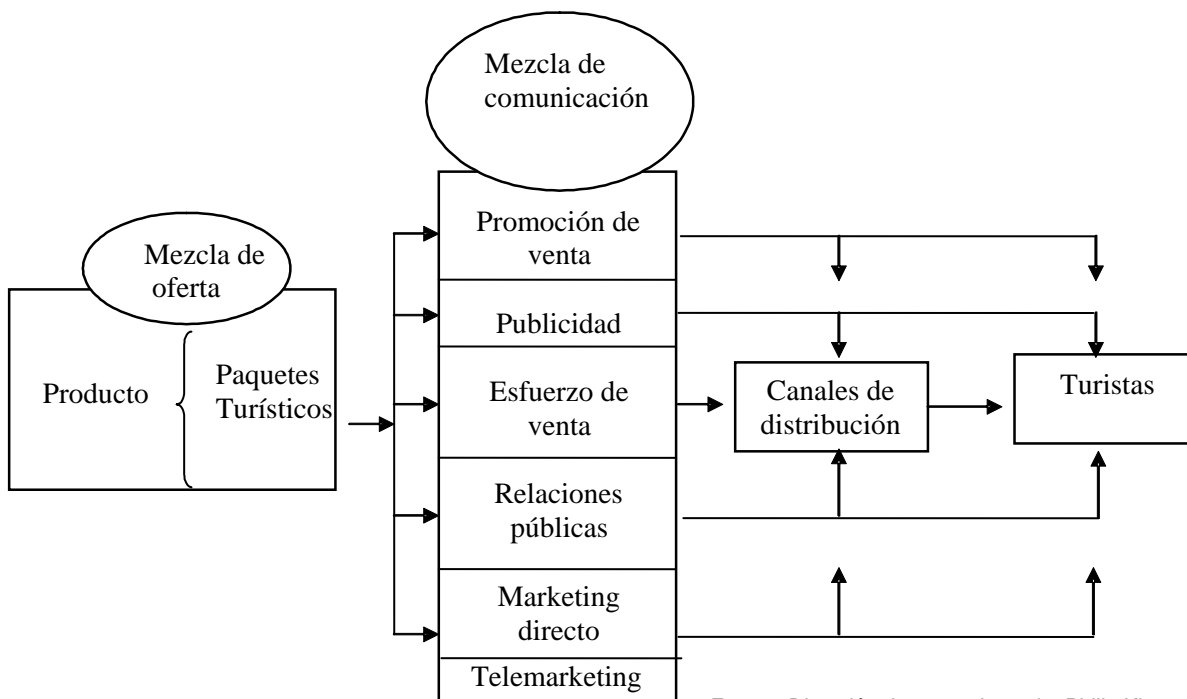 Mezcla de
comunicación
Promoción de
venta
Mezcla de
oferta
Publicidad
Producto
Paquetes
Turísticos
Esfuerzo de
venta
Canales de
distribución
Turistas
Relaciones
públicas
Marketing
directo
Telemarketing